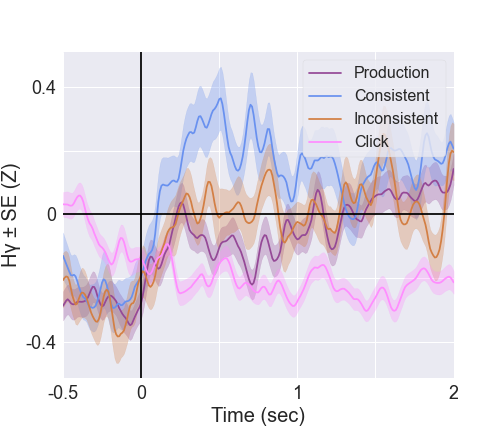 Production
Consistent
Inconsistent
Click
Hγ ± SE (Z)
0.4
0
-0.4
-0.5
0
1
2
Time (sec)